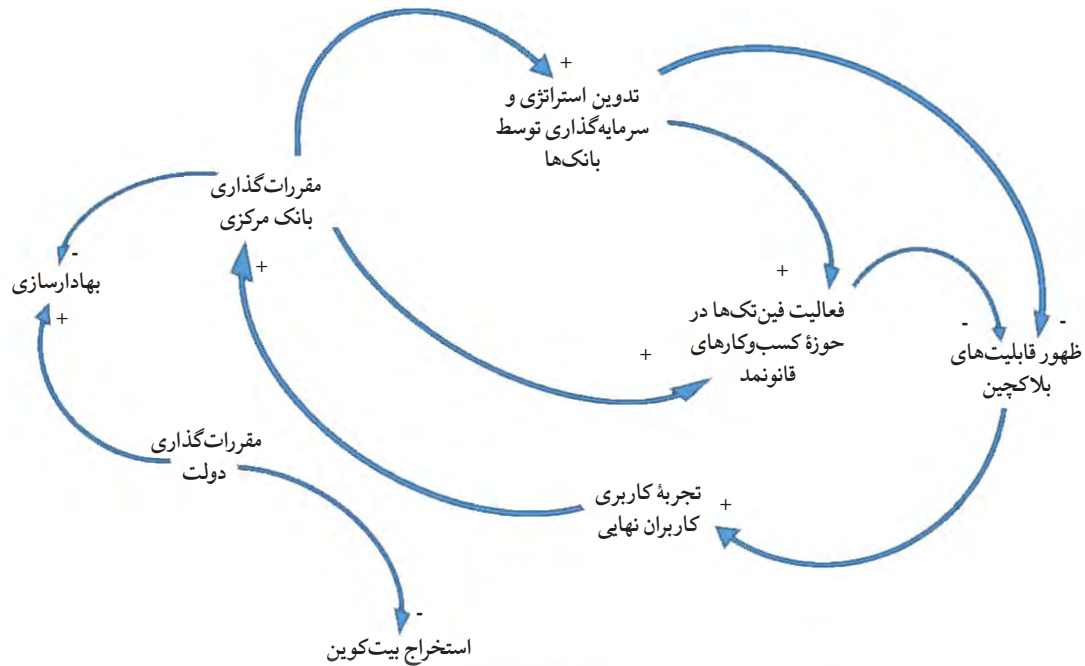 +
تدوین استراتژی و
سرمایه‌گذاری توسط
بانک‌ها
مقررات‌گذاری
بانک مرکزی
-
بهادارسازی
+
+
+
فعالیت فین‌تک‌ها در
حوزهٔ کسب‌وکارهای
قانونمند
+
-
-
ظهور قابلیت‌های
بلاکچین
مقررات‌گذاری
دولت
تجربهٔ کاربری
کاربران نهایی
+
-
استخراج بیت‌کوین